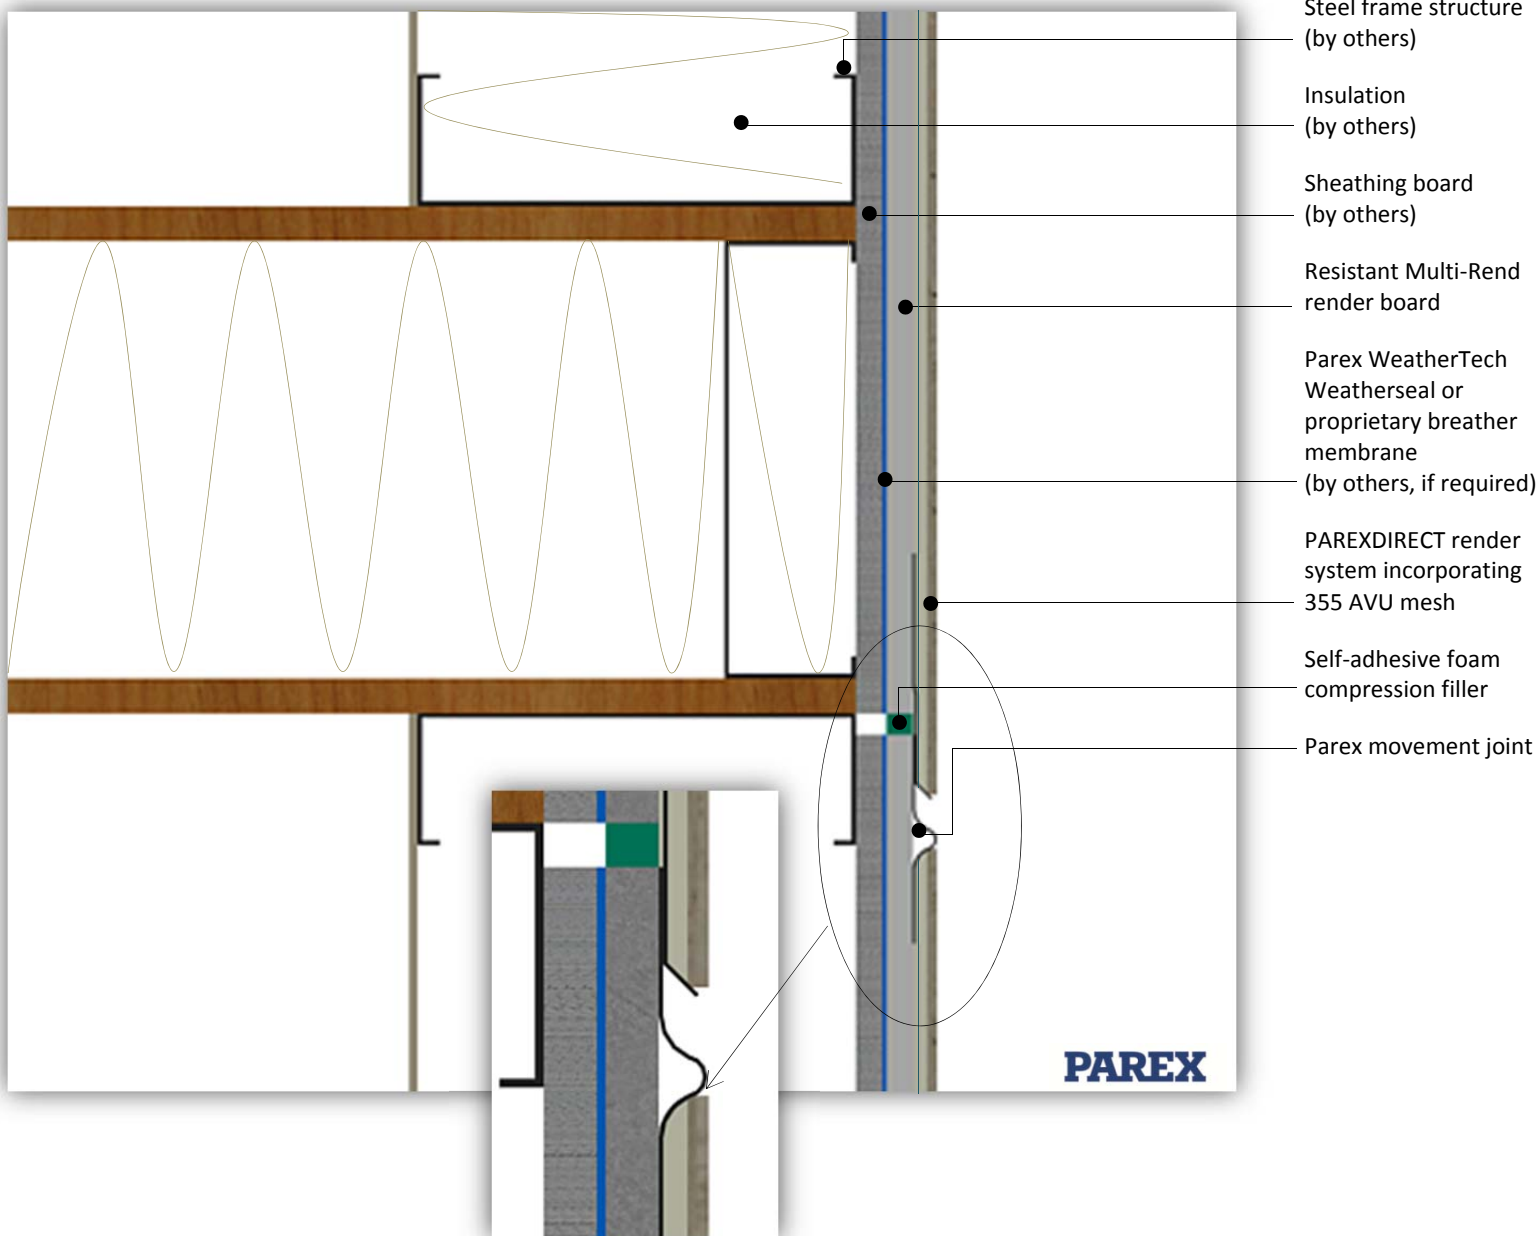 Steel frame structure
(by others)
Insulation
(by others)
Sheathing board
(by others)
Resistant Multi-Rend
render board
Parex WeatherTech
Weatherseal or
proprietary breather
membrane
(by others, if required)
PAREXDIRECT render
system incorporating
355 AVU mesh
Self-adhesive foam
compression filler
Parex movement joint
PAREX